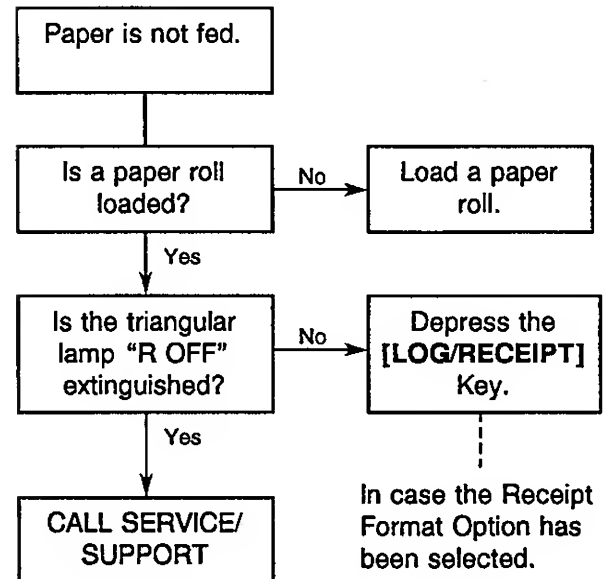 Paper is not fed.
Is a paper roll
loaded?
No
Load a paper
roll.
Yes
Is the triangular
lamp “R OFF”
extinguished?
No
Depress the
[LOG/RECEIPT]
Key.
Yes
CALL SERVICE/
SUPPORT
In case the Receipt
Format Option has
been selected.